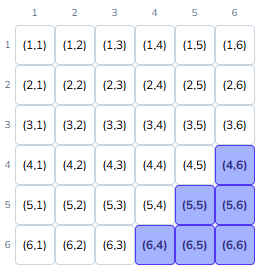 1 2 3 4 5 6
1 (1,1) (1,2) (1,3) (1,4) (1,5) (1,6)
2 (2,1) (2,2) (2,3) (2,4) (2,5) (2,6)
3 (3,1) (3,2) (3,3) (3,4) (3,5) (3,6)
4 (4,1) (4,2) (4,3) (4,4) (4,5) (4,6)
5 (5,1) (5,2) (5,3) (5,4) (5,5) (5,6)
6 (6,1) (6,2) (6,3) (6,4) (6,5) (6,6)